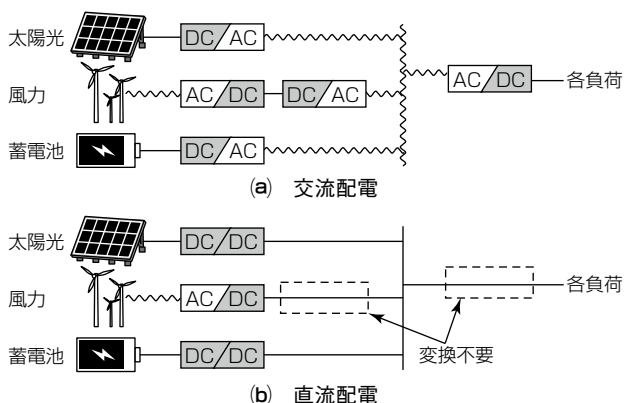 太陽光 DC/AC
風力 AC/DC DC/AC AC/DC 各負荷
蓄電池 DC/AC
(a) 交流配電
太陽光 DC/DC
風力 AC/DC 各負荷
蓄電池 DC/DC 変換不要
(b) 直流配電